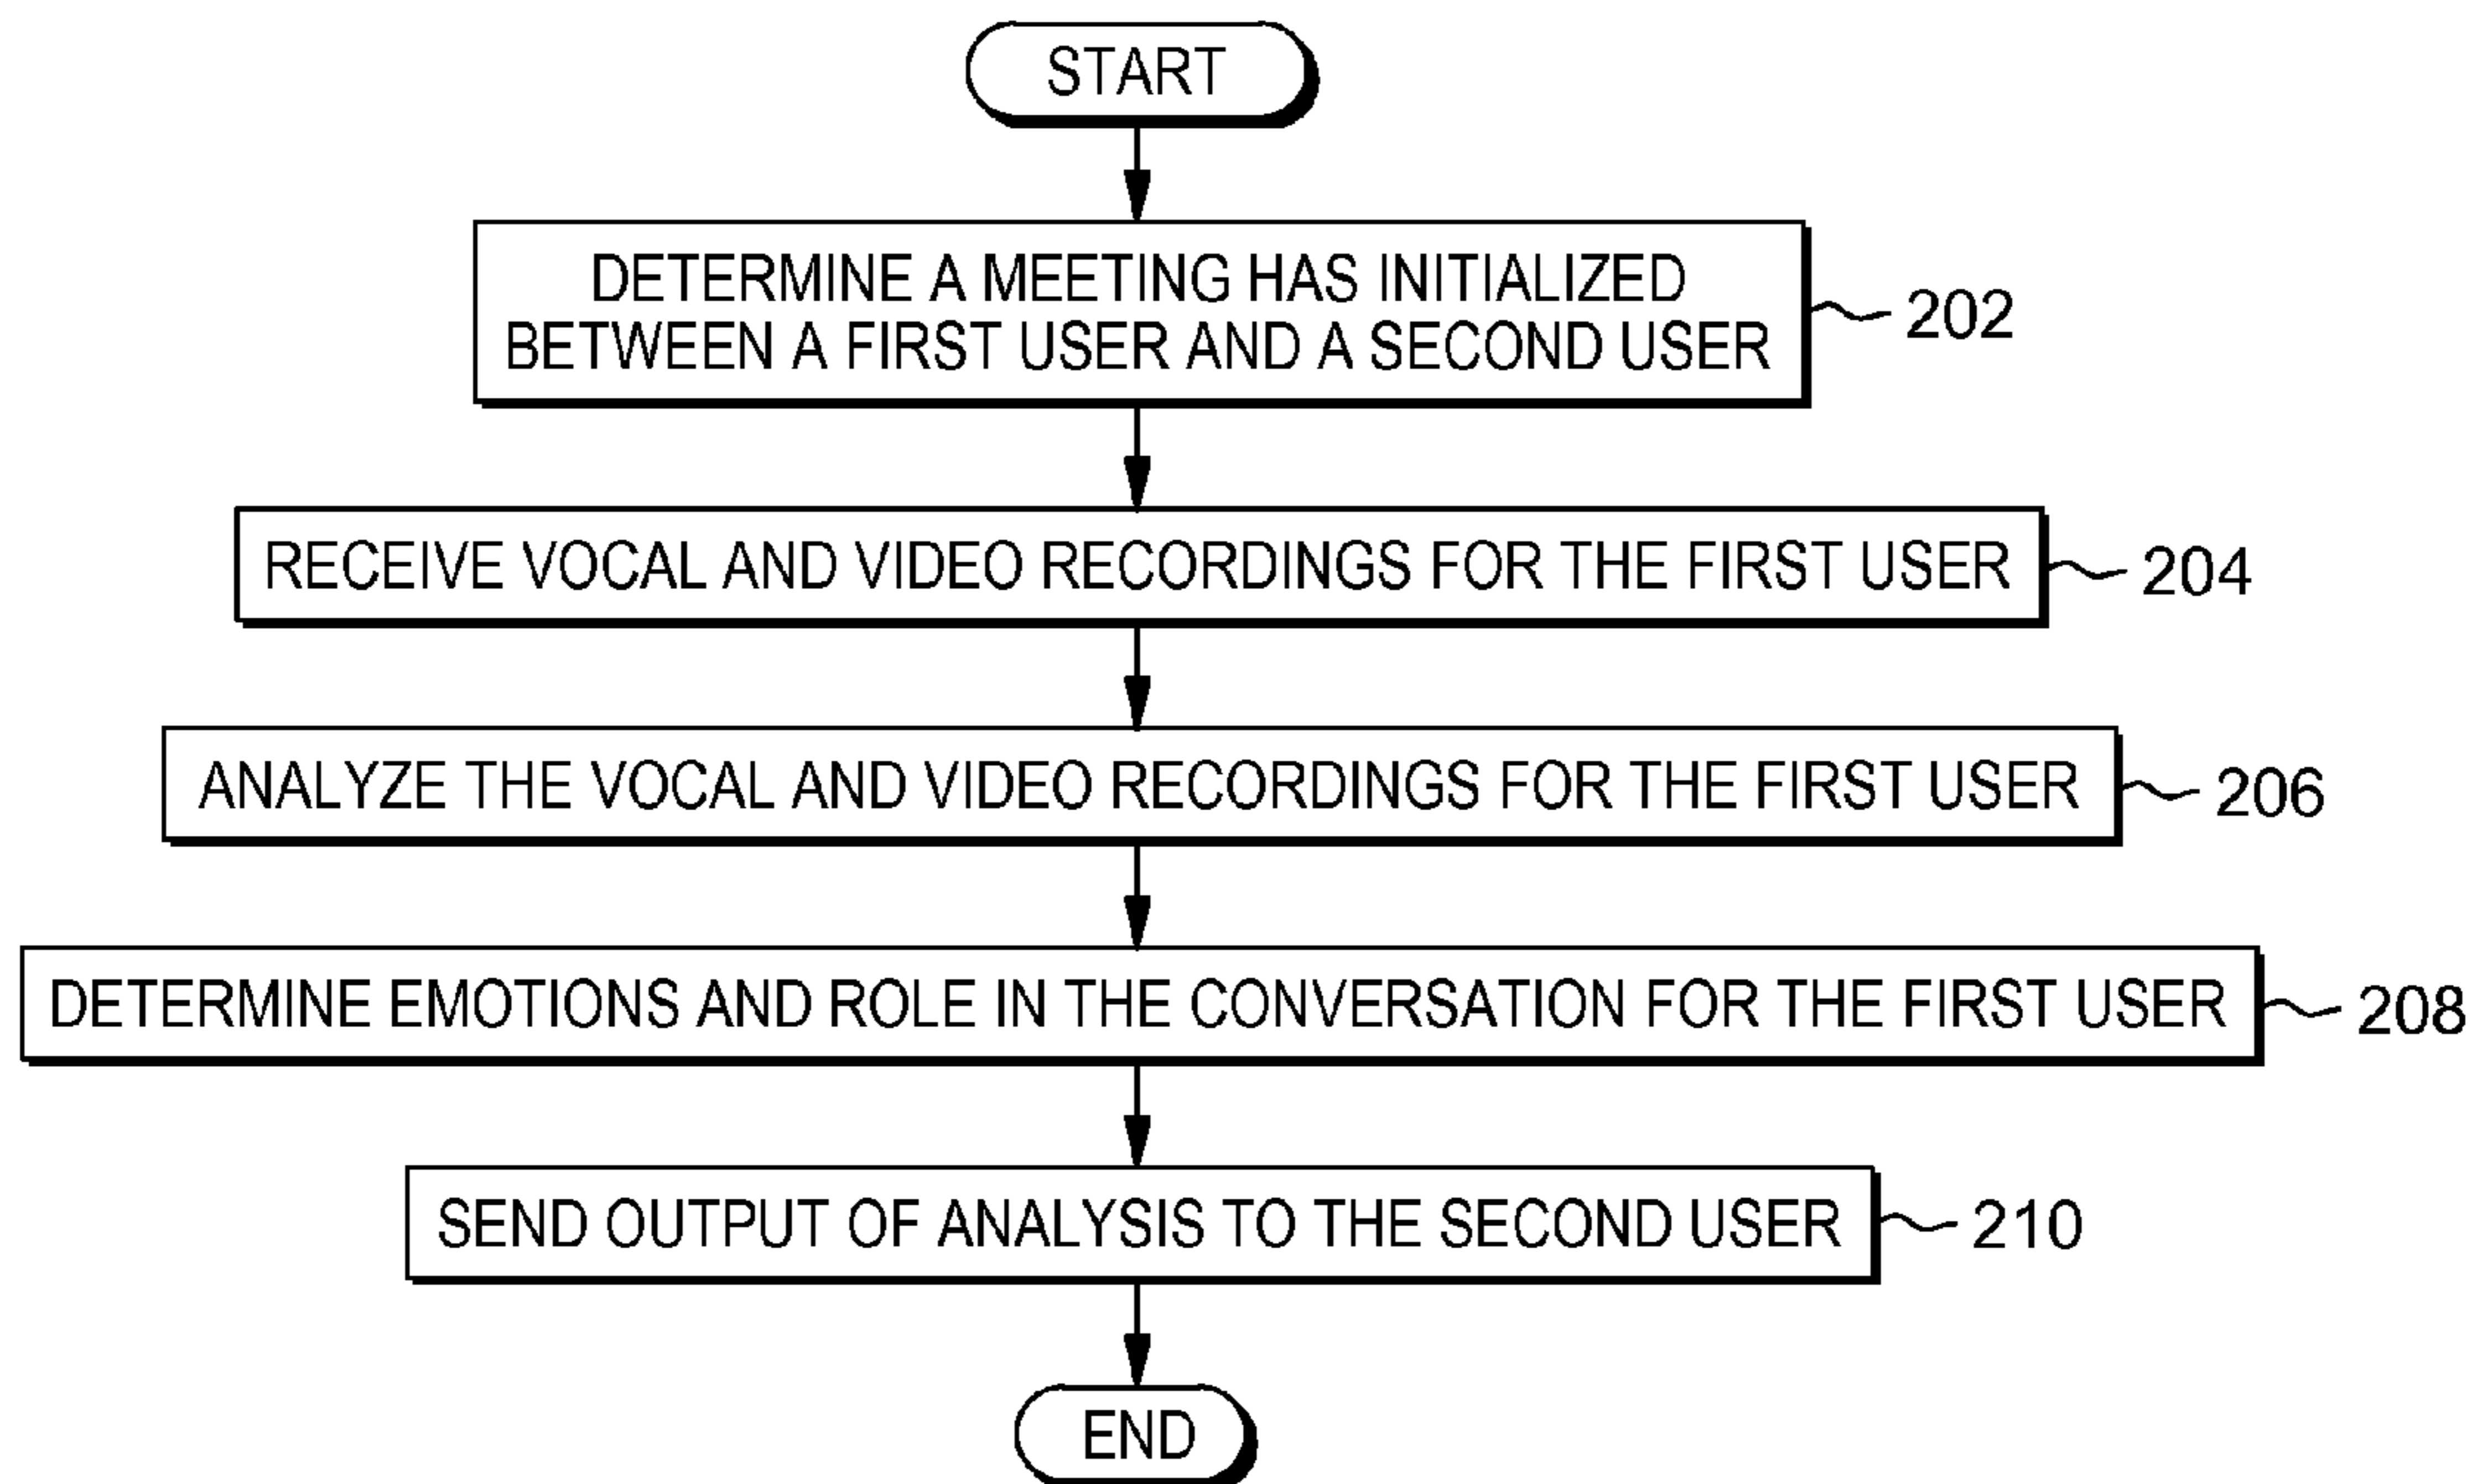 START
DETERMINE A MEETING HAS INITIALIZED
BETWEEN A FIRST USER AND A SECOND USER
202
RECEIVE VOCAL AND VIDEO RECORDINGS FOR THE FIRST USER
204
ANALYZE THE VOCAL AND VIDEO RECORDINGS FOR THE FIRST USER
206
DETERMINE EMOTIONS AND ROLE IN THE CONVERSATION FOR THE FIRST USER
208
SEND OUTPUT OF ANALYSIS TO THE SECOND USER
210
END